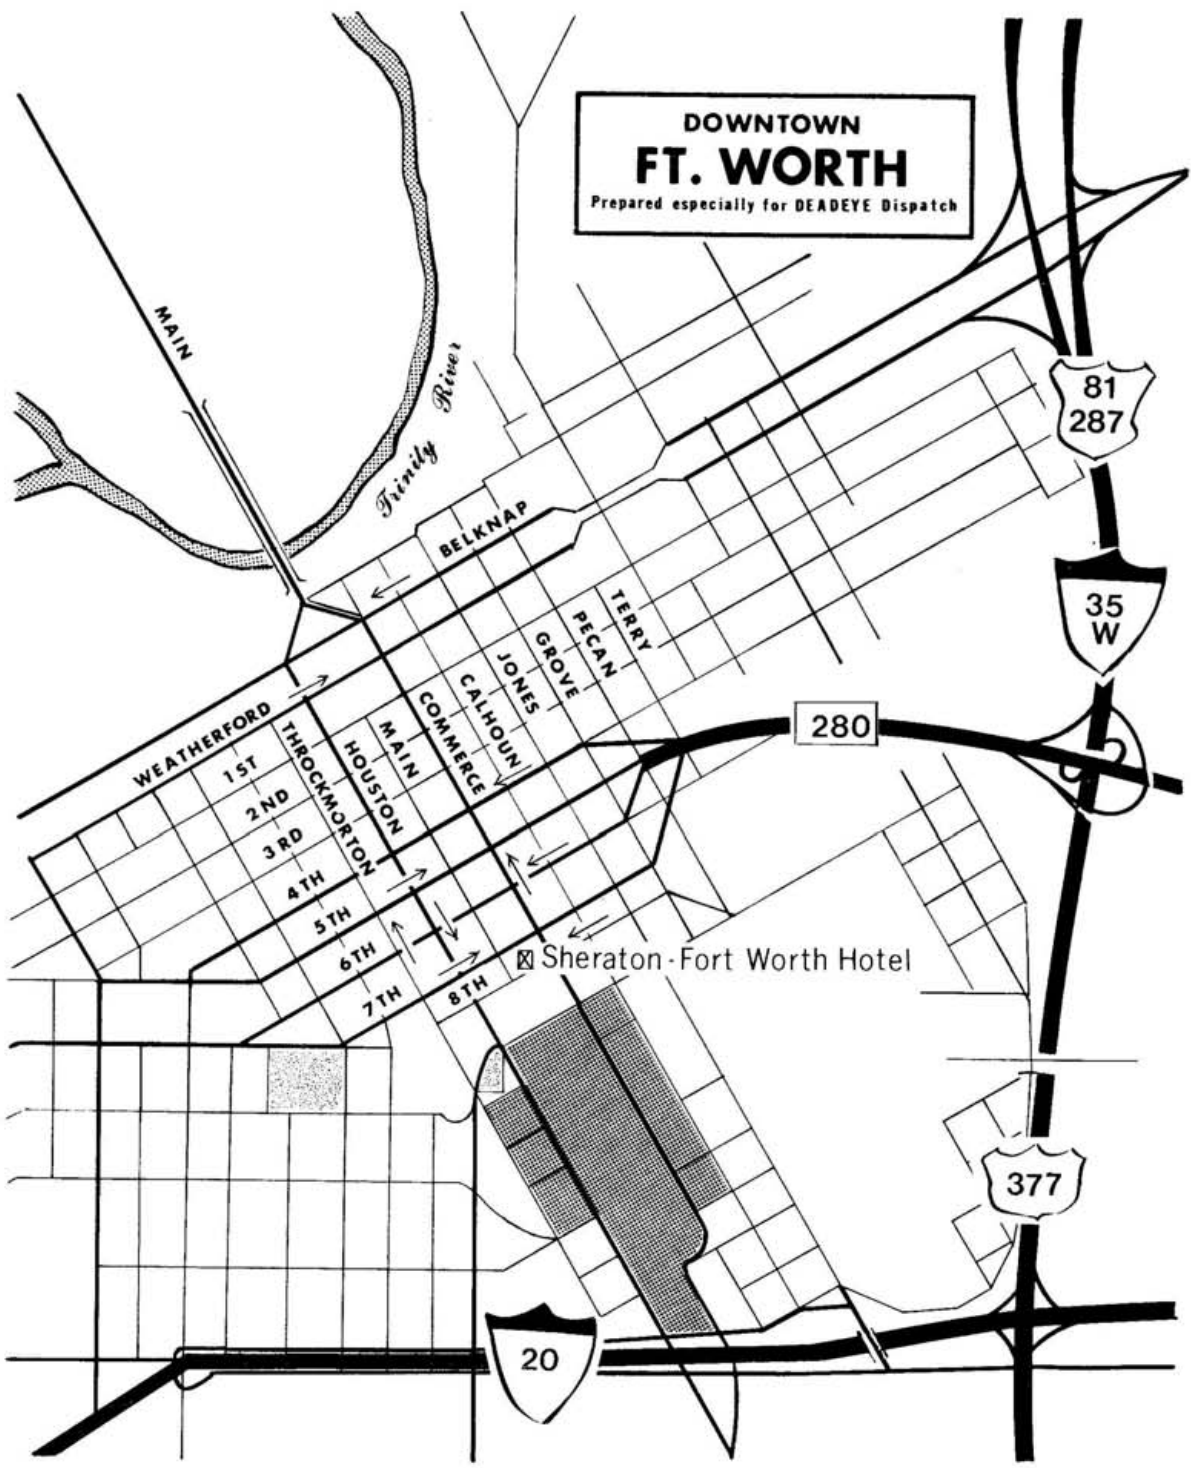 DOWNTOWN
FT. WORTH
Prepared especially for DEADEYE Dispatch
MAIN
Trinity River
81
287
BELKNAP
35
W
TERRY
PECAN
GROVE
JONES
CALHOUN
COMMERCE
MAIN
HOUSTON
THROCKMORTON
WEATHERFORD
280
1ST
2ND
3RD
4TH
5TH
6TH
7TH
8TH
Sheraton-Fort Worth Hotel
377
20